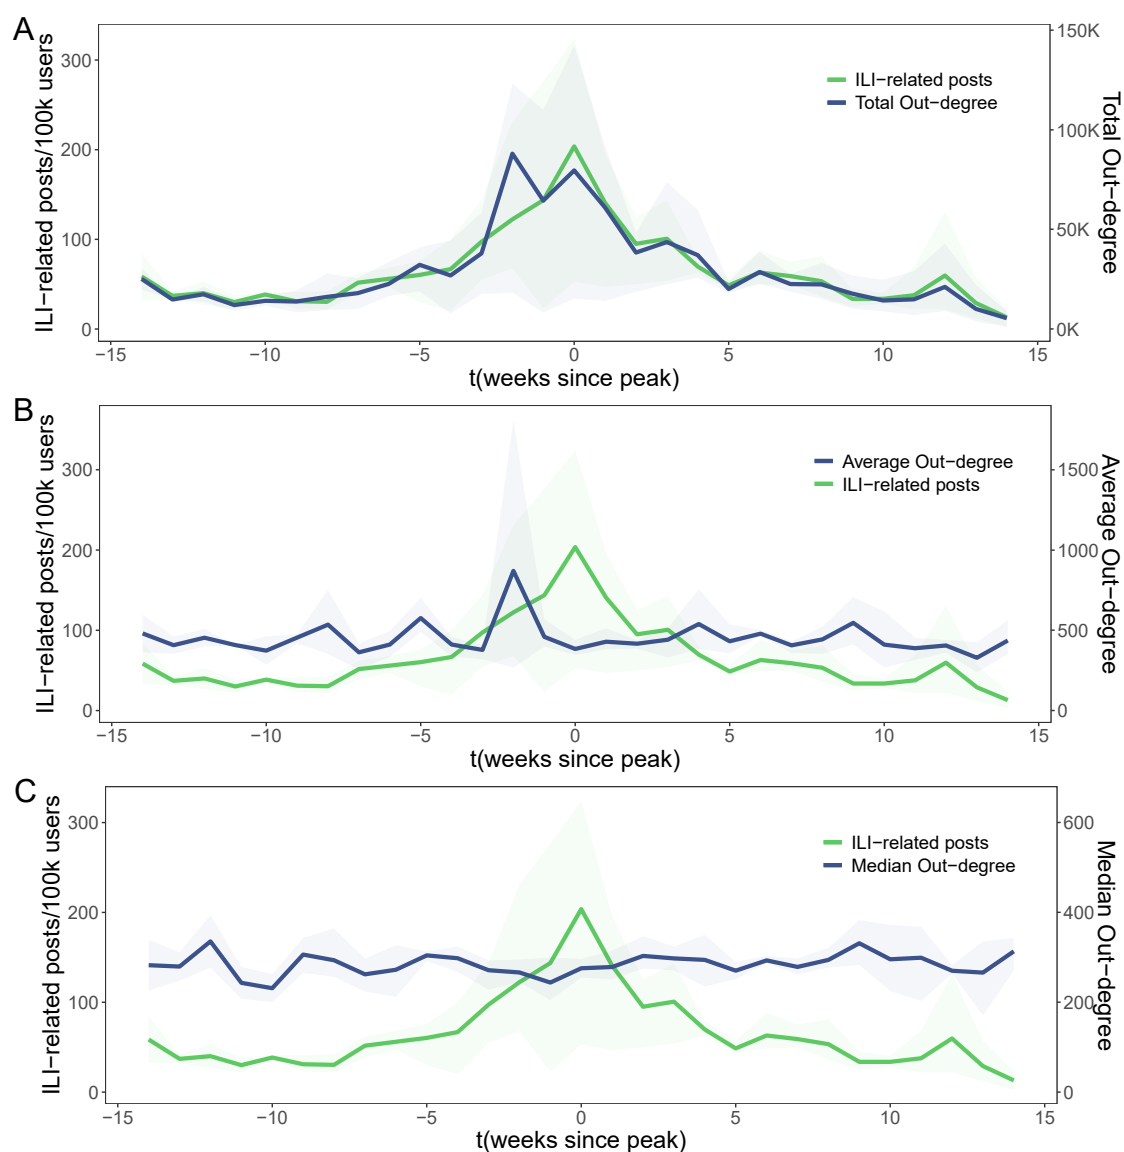 A
ILI−related posts/100k users
300
200
100
0
150K
100K
50K
0K
Total Out−degree
ILI−related posts
Total Out−degree
−15
−10
−5
0
5
10
15
t(weeks since peak)
B
ILI−related posts/100k users
300
200
100
0
1500
1000
500
0
Average Out−degree
Average Out−degree
ILI−related posts
−15
−10
−5
0
5
10
15
t(weeks since peak)
C
ILI−related posts/100k users
300
200
100
0
600
400
200
0
Median Out−degree
ILI−related posts
Median Out−degree
−15
−10
−5
0
5
10
15
t(weeks since peak)